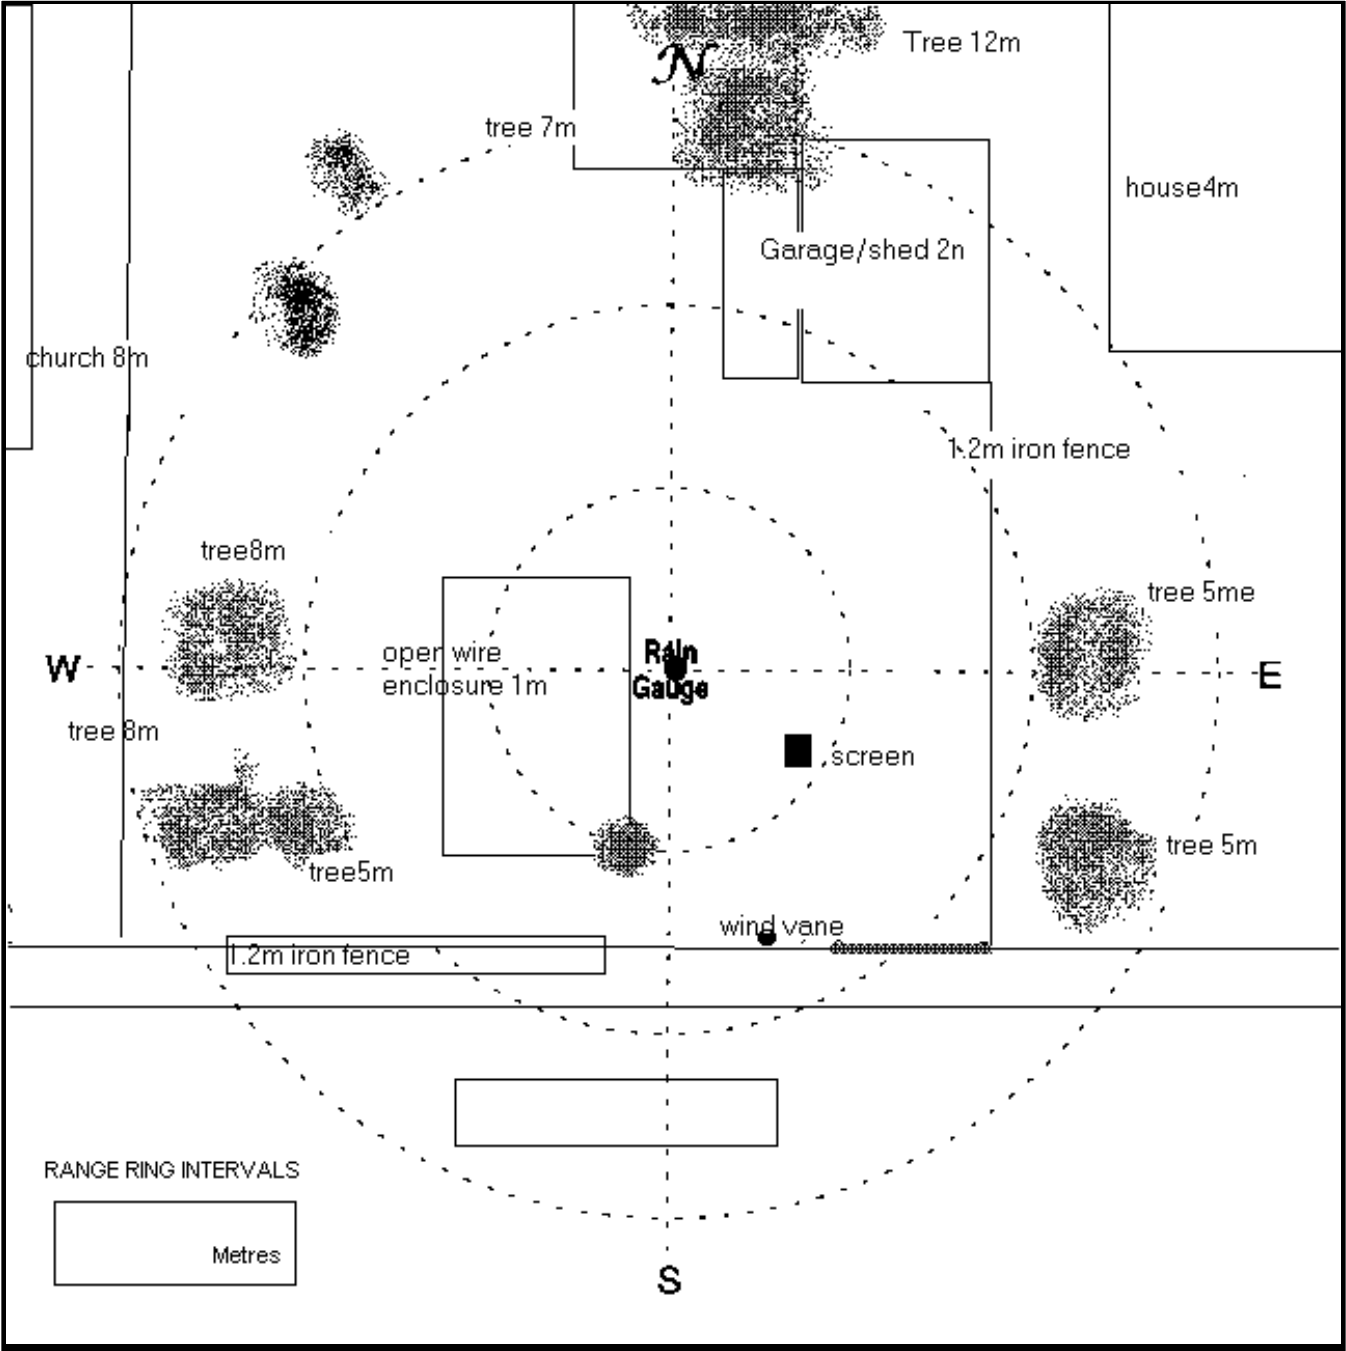 Tree 12m
N
tree 7m
house4m
Garage/shed 2n
church 8m
1.2m iron fence
tree8m
tree 5me
Rain
Gauge
open wire
enclosure 1m
W
E
tree 8m
screen
tree 5m
tree5m
wind vane
1.2m iron fence
RANGE RING INTERVALS
Metres
S